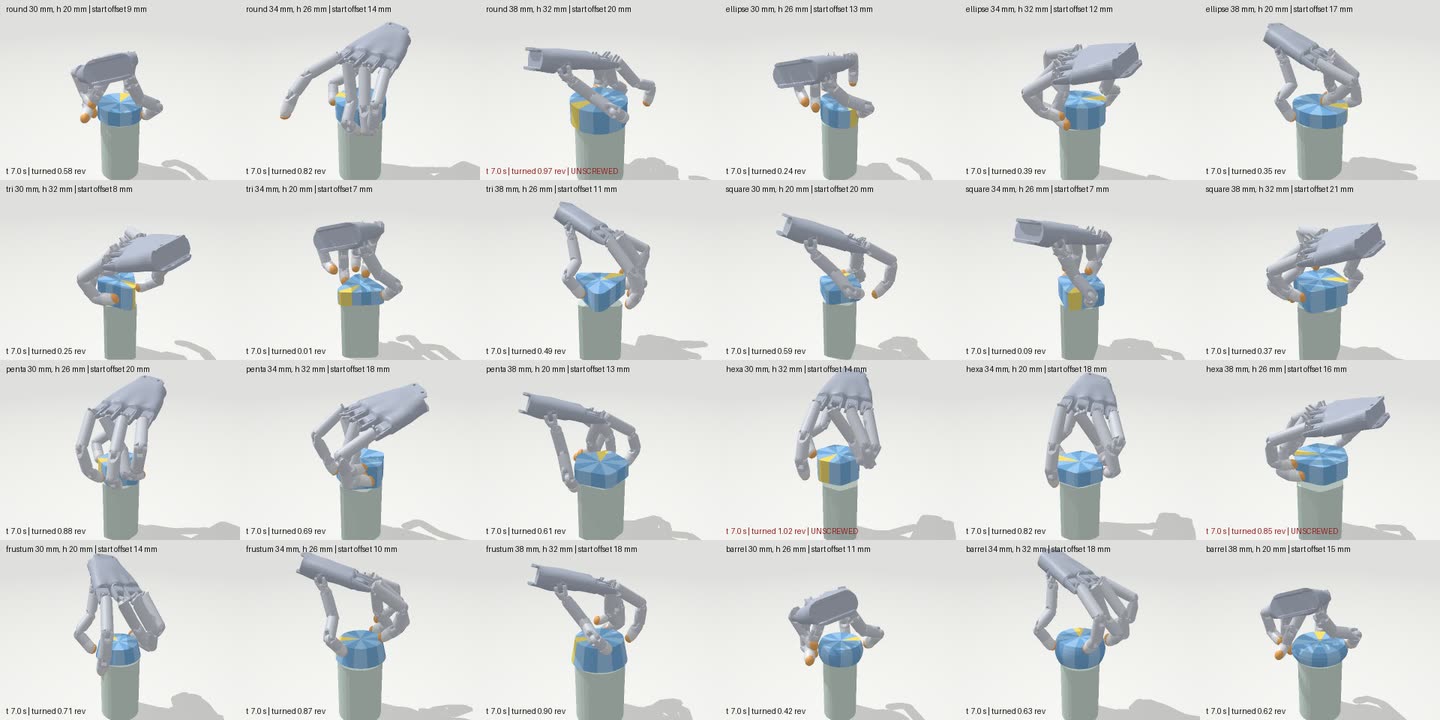 round 30 mm, h 20 mm | start offset 9 mm
round 34 mm, h 26 mm | start offset 14 mm
round 38 mm, h 32 mm | start offset 20 mm
ellipse 30 mm, h 26 mm | start offset 13 mm
ellipse 34 mm, h 32 mm | start offset 12 mm
ellipse 38 mm, h 20 mm | start offset 17 mm
t 7.0 s | turned 0.58 rev
t 7.0 s | turned 0.82 rev
t 7.0 s | turned 0.97 rev | UNSCREWED
t 7.0 s | turned 0.24 rev
t 7.0 s | turned 0.39 rev
t 7.0 s | turned 0.35 rev
tri 30 mm, h 32 mm | start offset 8 mm
tri 34 mm, h 20 mm | start offset 7 mm
tri 38 mm, h 26 mm | start offset 11 mm
square 30 mm, h 20 mm | start offset 20 mm
square 34 mm, h 26 mm | start offset 7 mm
square 38 mm, h 32 mm | start offset 21 mm
t 7.0 s | turned 0.25 rev
t 7.0 s | turned 0.01 rev
t 7.0 s | turned 0.49 rev
t 7.0 s | turned 0.59 rev
t 7.0 s | turned 0.09 rev
t 7.0 s | turned 0.37 rev
penta 30 mm, h 26 mm | start offset 20 mm
penta 34 mm, h 32 mm | start offset 18 mm
penta 38 mm, h 20 mm | start offset 13 mm
hexa 30 mm, h 32 mm | start offset 14 mm
hexa 34 mm, h 20 mm | start offset 18 mm
hexa 38 mm, h 26 mm | start offset 16 mm
t 7.0 s | turned 0.88 rev
t 7.0 s | turned 0.69 rev
t 7.0 s | turned 0.61 rev
t 7.0 s | turned 1.02 rev | UNSCREWED
t 7.0 s | turned 0.82 rev
t 7.0 s | turned 0.85 rev | UNSCREWED
frustum 30 mm, h 20 mm | start offset 14 mm
frustum 34 mm, h 26 mm | start offset 10 mm
frustum 38 mm, h 32 mm | start offset 18 mm
barrel 30 mm, h 26 mm | start offset 11 mm
barrel 34 mm, h 32 mm | start offset 18 mm
barrel 38 mm, h 20 mm | start offset 15 mm
t 7.0 s | turned 0.71 rev
t 7.0 s | turned 0.87 rev
t 7.0 s | turned 0.90 rev
t 7.0 s | turned 0.42 rev
t 7.0 s | turned 0.63 rev
t 7.0 s | turned 0.62 rev